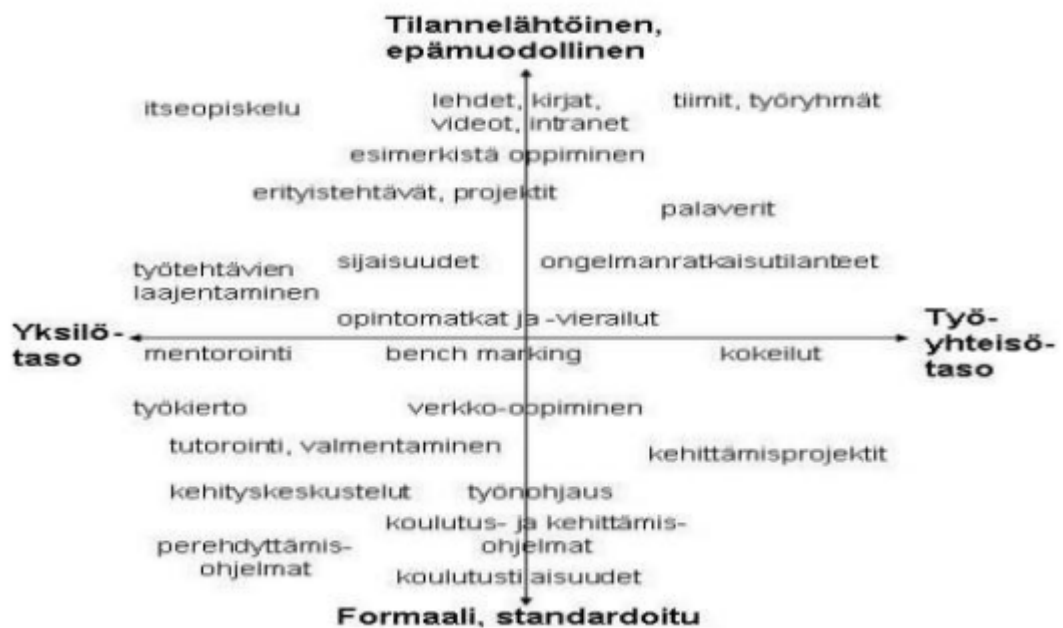 Tilannelähtöinen,
epämuodollinen
itseopiskelu
lehdet, kirjat,
videot, intranet
tiimit, työryhmät
esimerkistä oppiminen
erityistehtävät, projektit
palaverit
työtehtävien
laajentaminen
sijaisuudet
ongelmanratkaisutilanteet
opintomatkat ja -vierailut
Yksilö-
taso
Työ-
yhteisö-
taso
mentorointi
bench marking
kokeilut
työkierto
verkko-oppiminen
tutorointi, valmentaminen
kehittämisprojektit
kehityskeskustelut
työnohjaus
koulutus- ja kehittämis-
ohjelmat
perehdyttämis-
ohjelmat
koulutustilaisuudet
Formaali, standardoitu